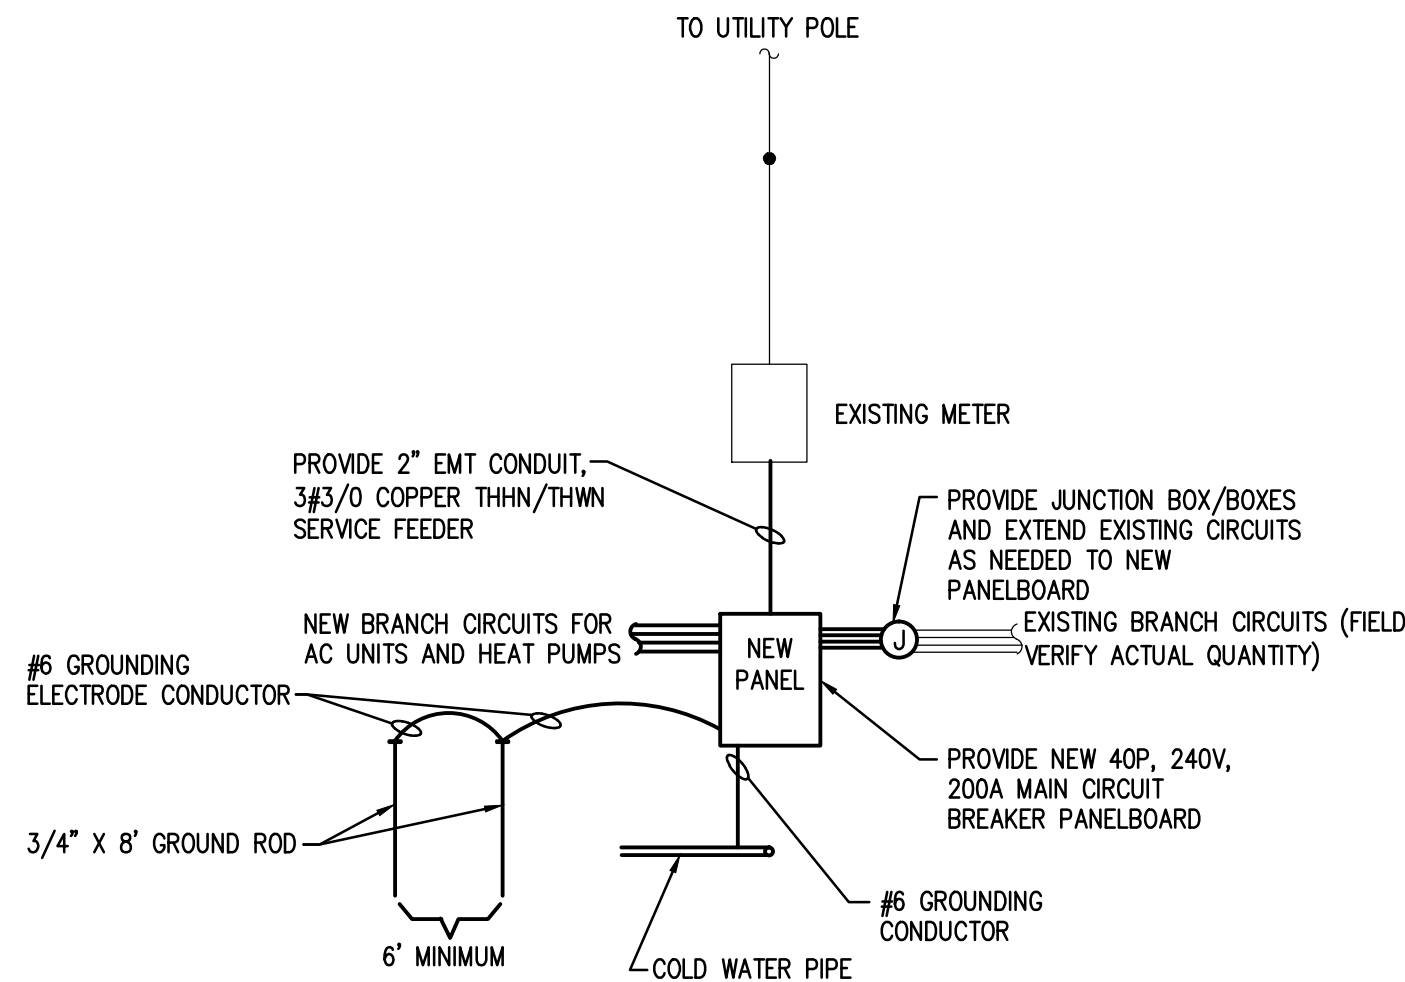 TO UTILITY POLE
EXISTING METER
PROVIDE 2" EMT CONDUIT,
3#3/0 COPPER THHN/THWN
SERVICE FEEDER
PROVIDE JUNCTION BOX/BOXES
AND EXTEND EXISTING CIRCUITS
AS NEEDED TO NEW
PANELBOARD
NEW BRANCH CIRCUITS FOR
AC UNITS AND HEAT PUMPS
NEW
PANEL
J
EXISTING BRANCH CIRCUITS (FIELD
VERIFY ACTUAL QUANTITY)
#6 GROUNDING
ELECTRODE CONDUCTOR
PROVIDE NEW 40P, 240V,
200A MAIN CIRCUIT
BREAKER PANELBOARD
3/4" X 8' GROUND ROD
#6 GROUNDING
CONDUCTOR
6' MINIMUM
COLD WATER PIPE